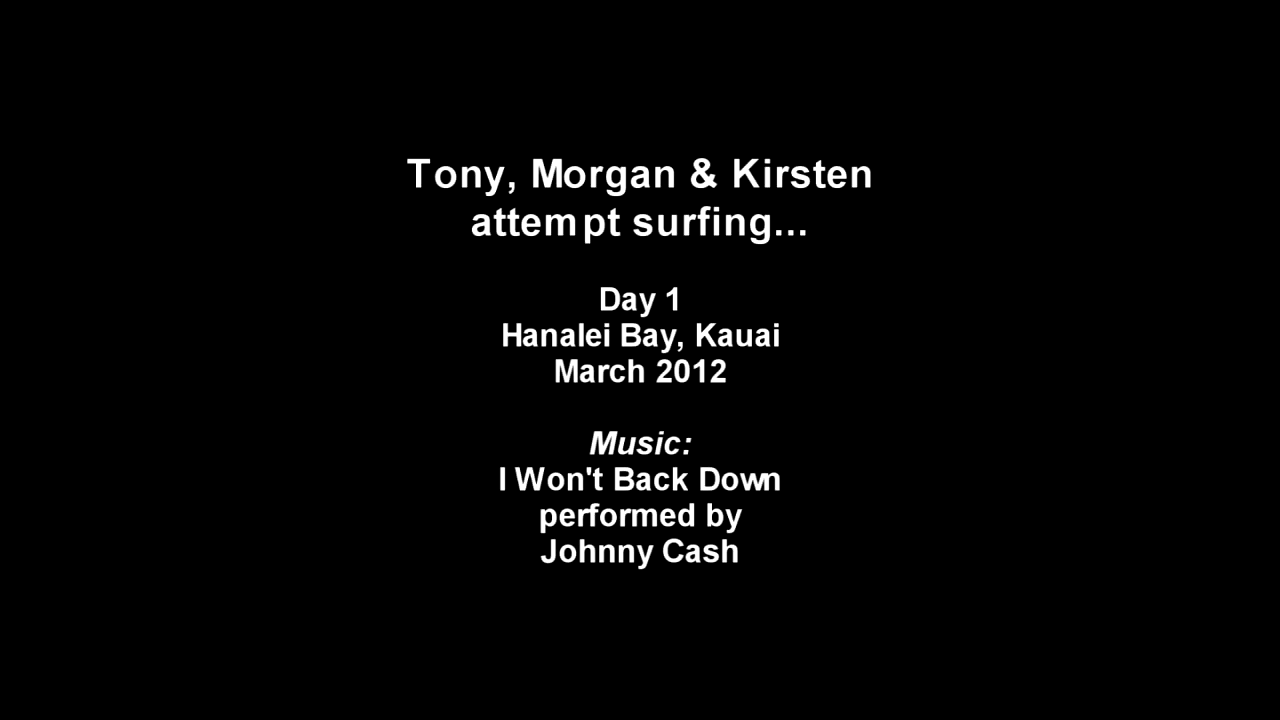 Tony, Morgan & Kirsten
attempt surfing...
Day 1
Hanalei Bay, Kauai
March 2012
Music:
I Won't Back Down
performed by
Johnny Cash